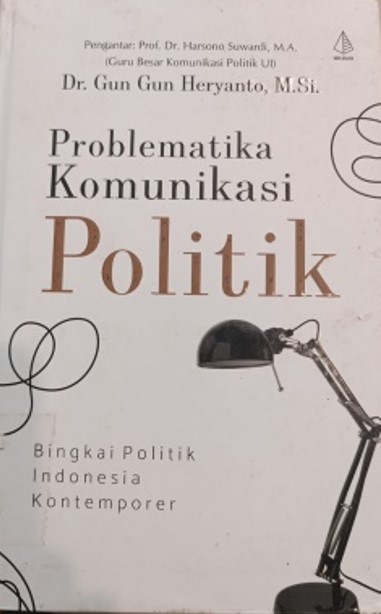 Pengantar: Prof. Dr. Harsono Suwardi, M.A.
(Guru Besar Komunikasi Politik UI)
Dr. Gun Gun Heryanto, M.Si.
Problematika
Komunikasi
Politik
Bingkai Politik
Indonesia
Kontemporer